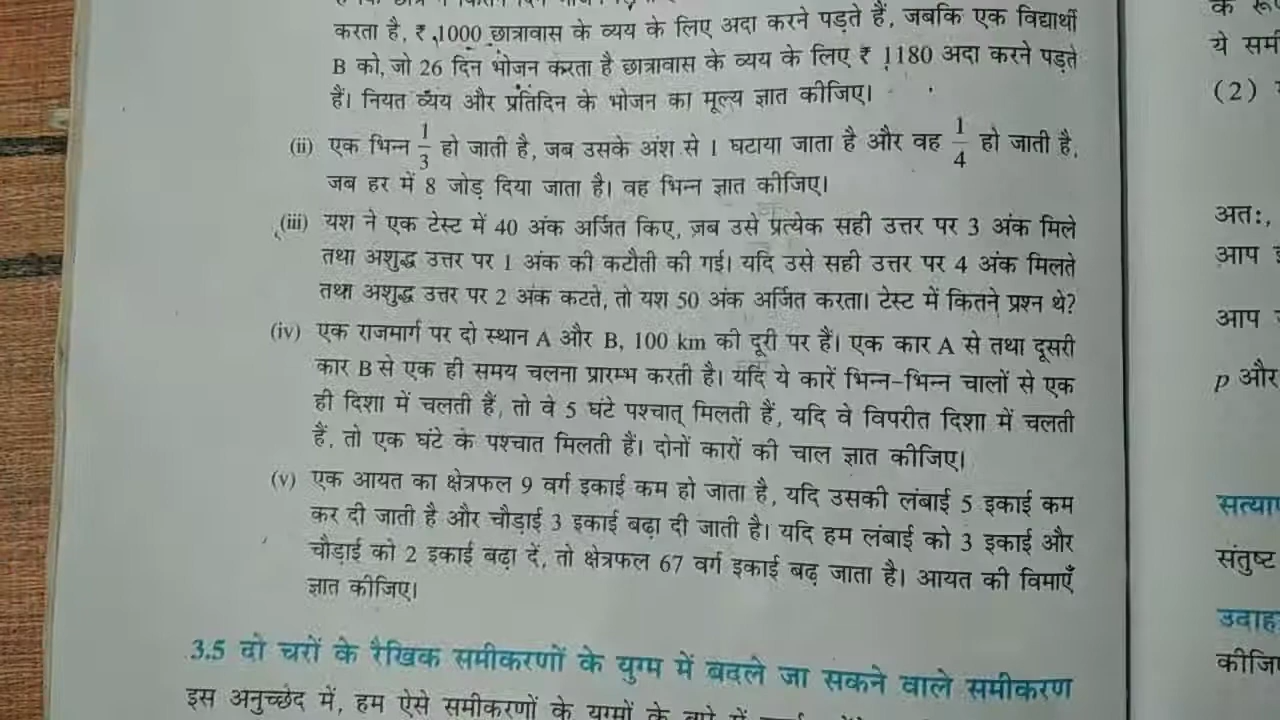 करता है, ₹ 1000 छात्रावास के व्यय के लिए अदा करने पड़ते हैं, जबकि एक विद्यार्थी
B को, जो 26 दिन भोजन करता है छात्रावास के व्यय के लिए ₹ 1180 अदा करने पड़ते
हैं। नियत व्यय और प्रतिदिन के भोजन का मूल्य ज्ञात कीजिए।
(ii) एक भिन्न 1/3 हो जाती है, जब उसके अंश से 1 घटाया जाता है और वह 1/4 हो जाती है,
जब हर में 8 जोड़ दिया जाता है। वह भिन्न ज्ञात कीजिए।
(iii) यश ने एक टेस्ट में 40 अंक अर्जित किए, जब उसे प्रत्येक सही उत्तर पर 3 अंक मिले
तथा अशुद्ध उत्तर पर 1 अंक की कटौती की गई। यदि उसे सही उत्तर पर 4 अंक मिलते
तथा अशुद्ध उत्तर पर 2 अंक कटते, तो यश 50 अंक अर्जित करता। टेस्ट में कितने प्रश्न थे?
(iv) एक राजमार्ग पर दो स्थान A और B, 100 km की दूरी पर हैं। एक कार A से तथा दूसरी
कार B से एक ही समय चलना प्रारम्भ करती है। यदि ये कारें भिन्न-भिन्न चालों से एक
ही दिशा में चलती हैं, तो वे 5 घंटे पश्चात् मिलती हैं, यदि वे विपरीत दिशा में चलती
हैं, तो एक घंटे के पश्चात मिलती हैं। दोनों कारों की चाल ज्ञात कीजिए।
(v) एक आयत का क्षेत्रफल 9 वर्ग इकाई कम हो जाता है, यदि उसकी लंबाई 5 इकाई कम
कर दी जाती है और चौड़ाई 3 इकाई बढ़ा दी जाती है। यदि हम लंबाई को 3 इकाई और
चौड़ाई को 2 इकाई बढ़ा दें, तो क्षेत्रफल 67 वर्ग इकाई बढ़ जाता है। आयत की विमाएँ
ज्ञात कीजिए।
3.5 दो चरों के रैखिक समीकरणों के युग्म में बदले जा सकने वाले समीकरण
इस अनुच्छेद में, हम ऐसे समीकरणों के युग्मों के बारे में
ये
(2)
अतः,
आप
आप
p और
संतुष्ट